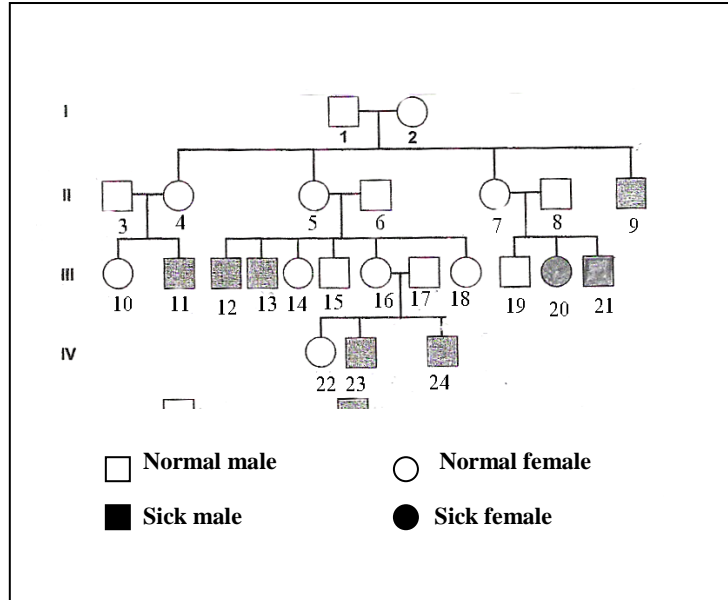 I
1 2
II
3 4 5 6 7 8 9
III
10 11 12 13 14 15 16 17 18 19 20 21
IV
22 23 24
Normal male Normal female
Sick male Sick female